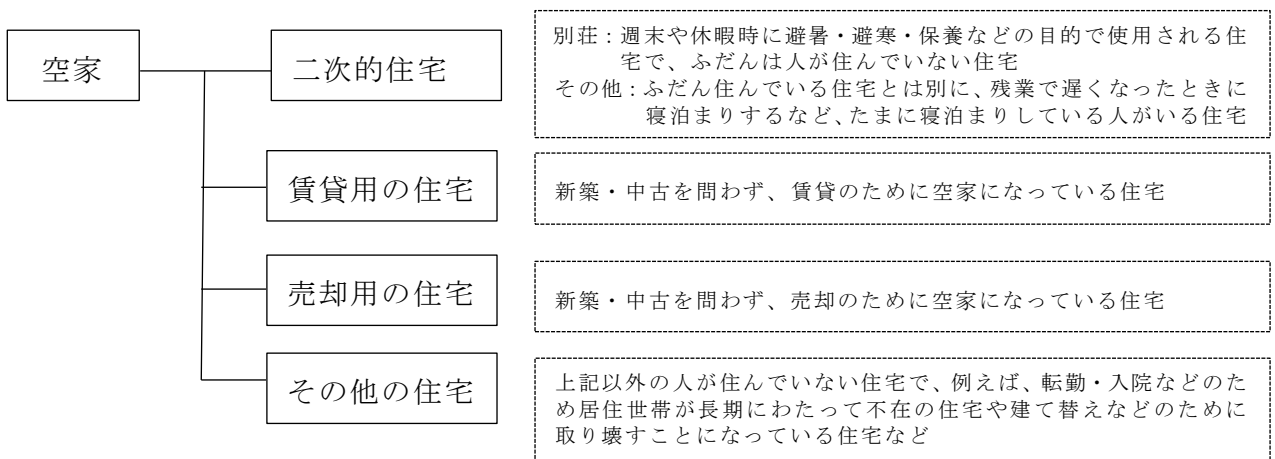 空家
二次的住宅
別荘：週末や休暇時に避暑・避寒・保養などの目的で使用される住
宅で、ふだんは人が住んでいない住宅
その他：ふだん住んでいる住宅とは別に、残業で遅くなったときに
寝泊まりするなど、たまに寝泊まりしている人がいる住宅
賃貸用の住宅
新築・中古を問わず、賃貸のために空家になっている住宅
売却用の住宅
新築・中古を問わず、売却のために空家になっている住宅
その他の住宅
上記以外の人が住んでいない住宅で、例えば、転勤・入院などのた
め居住世帯が長期にわたって不在の住宅や建て替えなどのために
取り壊すことになっている住宅など